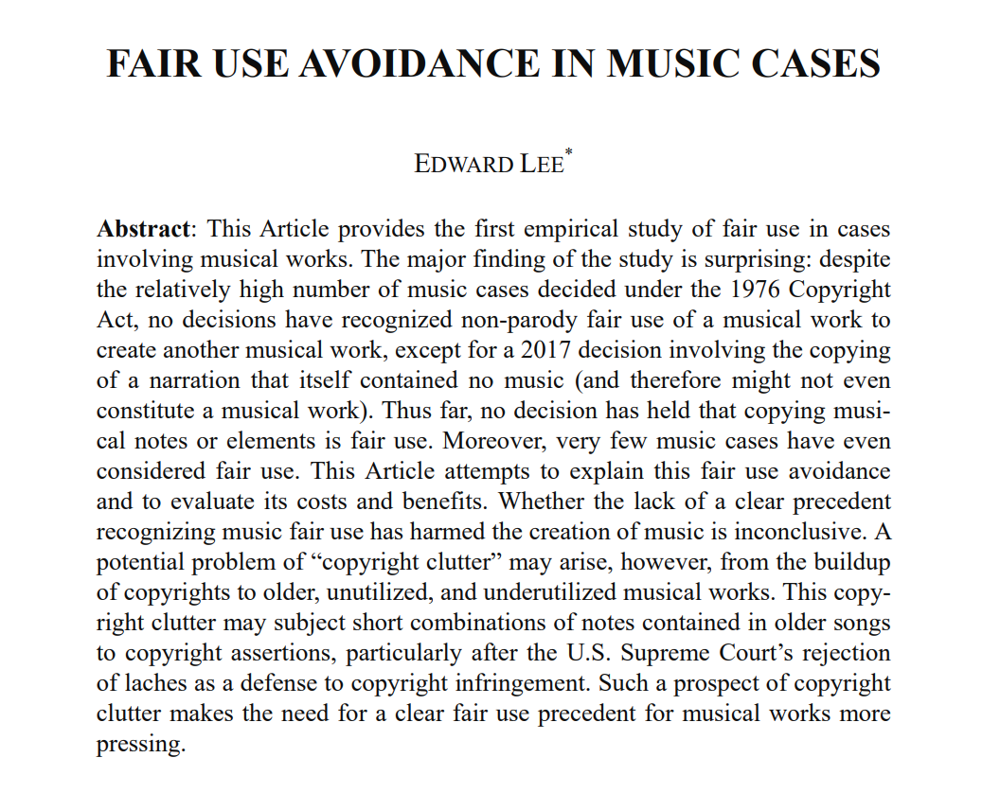 FAIR USE AVOIDANCE IN MUSIC CASES
EDWARD LEE*
Abstract: This Article provides the first empirical study of fair use in cases
involving musical works. The major finding of the study is surprising: despite
the relatively high number of music cases decided under the 1976 Copyright
Act, no decisions have recognized non-parody fair use of a musical work to
create another musical work, except for a 2017 decision involving the copying
of a narration that itself contained no music (and therefore might not even
constitute a musical work). Thus far, no decision has held that copying musi-
cal notes or elements is fair use. Moreover, very few music cases have even
considered fair use. This Article attempts to explain this fair use avoidance
and to evaluate its costs and benefits. Whether the lack of a clear precedent
recognizing music fair use has harmed the creation of music is inconclusive. A
potential problem of “copyright clutter” may arise, however, from the buildup
of copyrights to older, unutilized, and underutilized musical works. This copy-
right clutter may subject short combinations of notes contained in older songs
to copyright assertions, particularly after the U.S. Supreme Court’s rejection
of laches as a defense to copyright infringement. Such a prospect of copyright
clutter makes the need for a clear fair use precedent for musical works more
pressing.